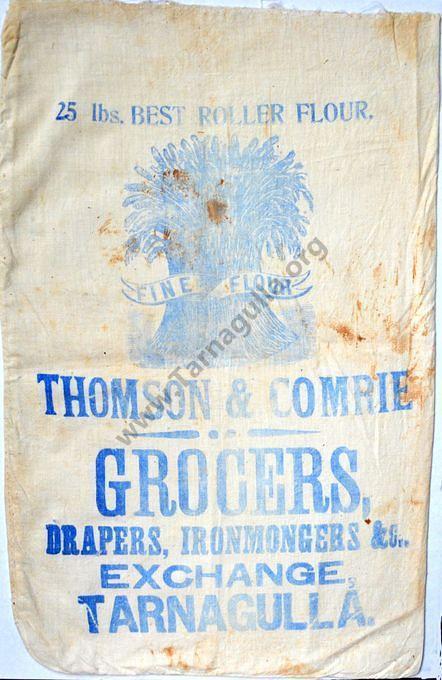 25 lbs. BEST ROLLER FLOUR.
FINE FLOUR
THOMSON & COMRIE
GROCERS,
DRAPERS, IRONMONGERS &c.,
EXCHANGE,
TARNAGULLA.
www.Tarnagulla.org